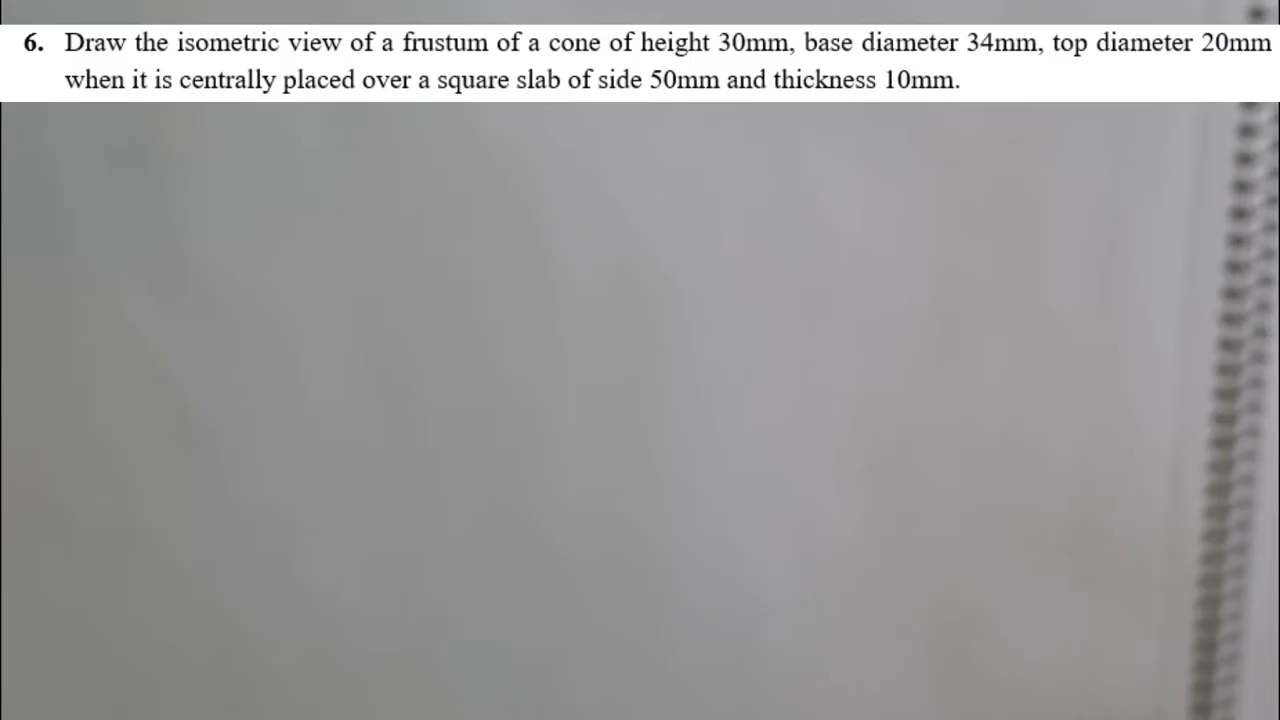 6. Draw the isometric view of a frustum of a cone of height 30mm, base diameter 34mm, top diameter 20mm
when it is centrally placed over a square slab of side 50mm and thickness 10mm.